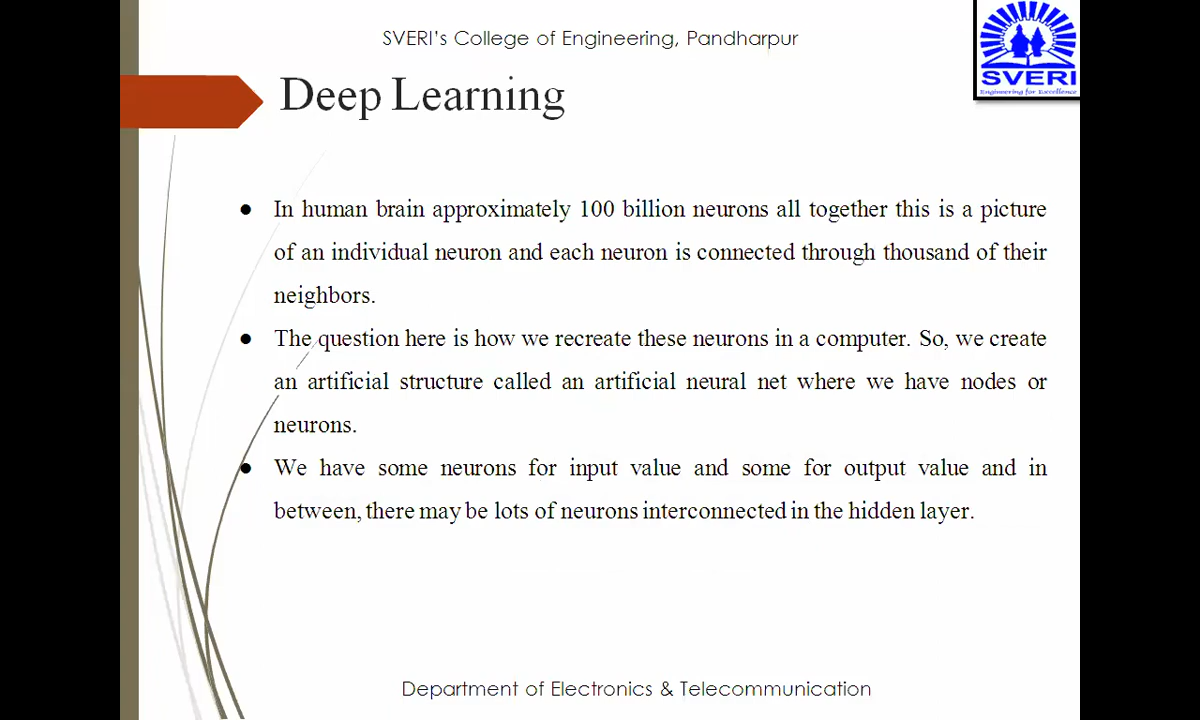 SVERI's College of Engineering, Pandharpur
SVERI
Engineering for Excellence
Deep Learning
● In human brain approximately 100 billion neurons all together this is a picture
of an individual neuron and each neuron is connected through thousand of their
neighbors.
● The question here is how we recreate these neurons in a computer. So, we create
an artificial structure called an artificial neural net where we have nodes or
neurons.
● We have some neurons for input value and some for output value and in
between, there may be lots of neurons interconnected in the hidden layer.
Department of Electronics & Telecommunication